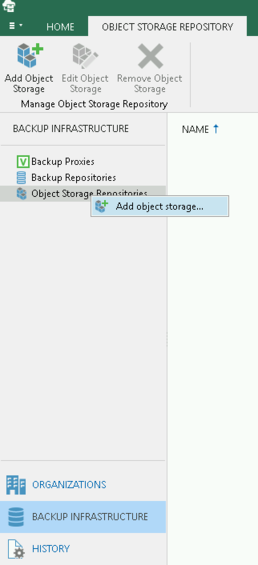 HOME
OBJECT STORAGE REPOSITORY
Add Object
Storage
Edit Object
Storage
Remove Object
Storage
Manage Object Storage Repository
BACKUP INFRASTRUCTURE
NAME
Backup Proxies
Backup Repositories
Object Storage Repositories
Add object storage...
ORGANIZATIONS
BACKUP INFRASTRUCTURE
HISTORY